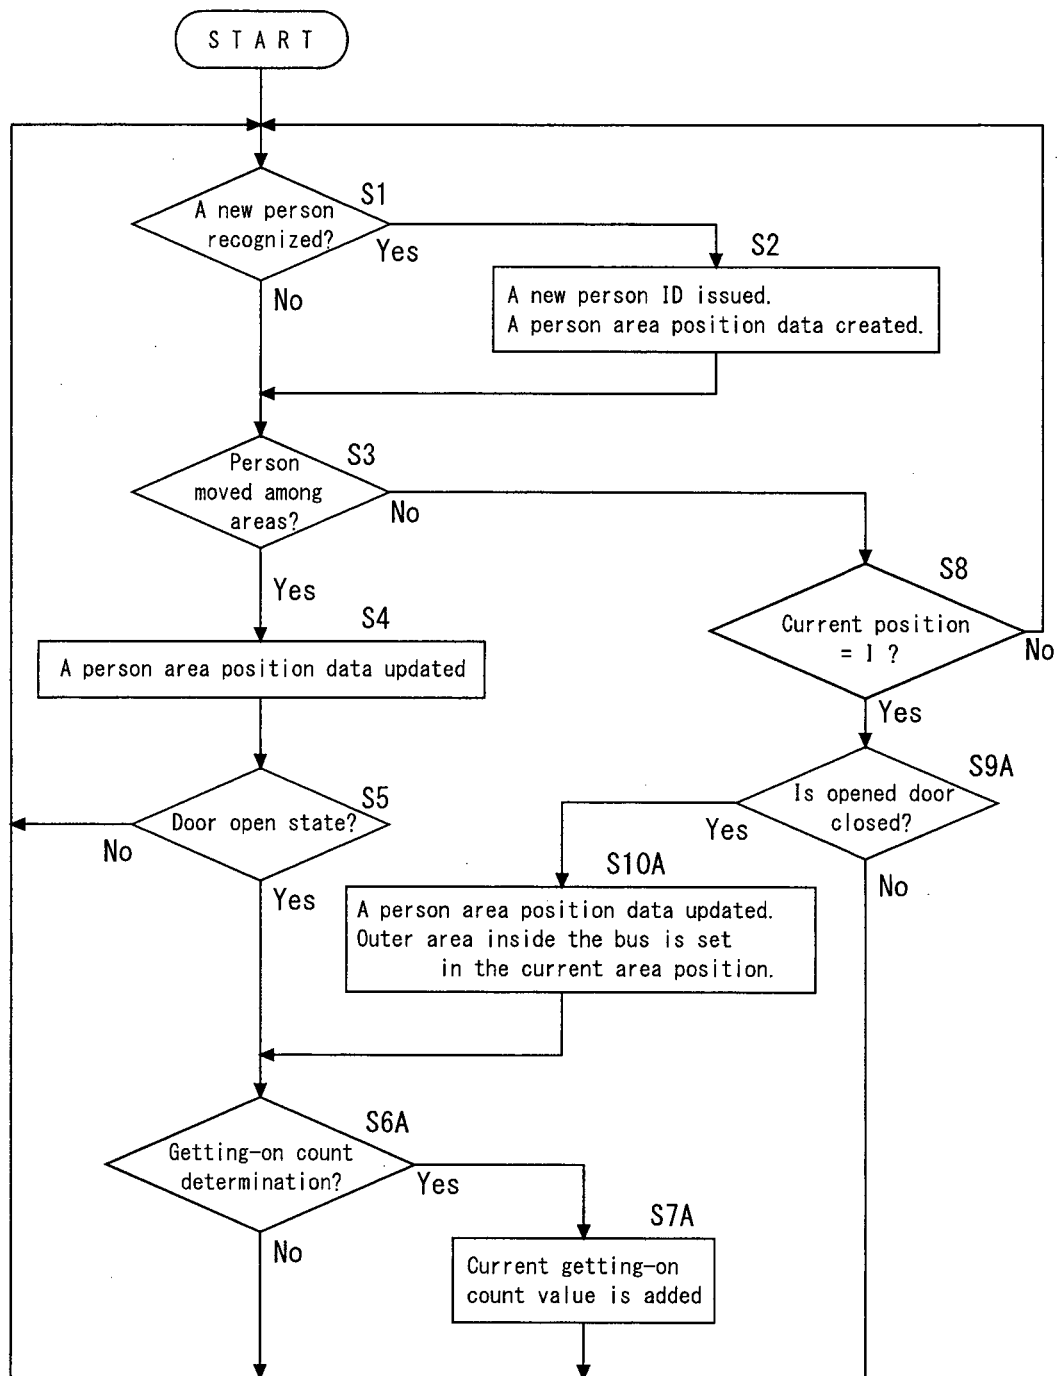 START
S1
A new person
recognized?
Yes
No
S2
A new person ID issued.
A person area position data created.
S3
Person
moved among
areas?
No
Yes
S8
Current position
= I ?
No
Yes
S4
A person area position data updated
S5
Door open state?
No
Yes
S9A
Is opened door
closed?
Yes
No
S10A
A person area position data updated.
Outer area inside the bus is set
in the current area position.
S6A
Getting-on count
determination?
Yes
No
S7A
Current getting-on
count value is added